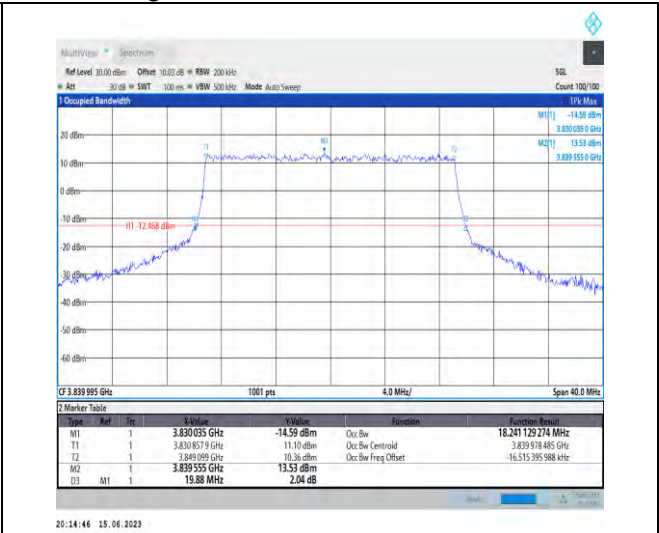 MultiView Spectrum
Ref Level 30.00 dBm Offset 10.03 dB RBW 200 kHz SGL
Att 30 dB SWT 100 ms VBW 500 kHz Mode Auto Sweep Count 100/100
1 Occupied Bandwidth 1Pk Max
M1[1] -14.59 dBm
3.830 035 0 GHz
M2[1] 13.53 dBm
3.839 555 0 GHz
20 dBm
T1 M2 T2
10 dBm
0 dBm
-10 dBm
H1 -12.468 dBm
-20 dBm
-30 dBm
-40 dBm
-50 dBm
-60 dBm
CF 3.839 995 GHz 1001 pts 4.0 MHz/ Span 40.0 MHz
2 Marker Table
Type Ref Trc X-Value Y-Value Function Function Result
M1 1 3.830 035 GHz -14.59 dBm Occ Bw 18.241 129 274 MHz
T1 1 3.830 857 9 GHz 11.10 dBm Occ Bw Centroid 3.839 978 485 GHz
T2 1 3.849 099 GHz 10.36 dBm Occ Bw Freq Offset -16.515 395 988 kHz
M2 1 3.839 555 GHz 13.53 dBm
D3 M1 1 19.88 MHz 2.04 dB
20:14:46 15.06.2023